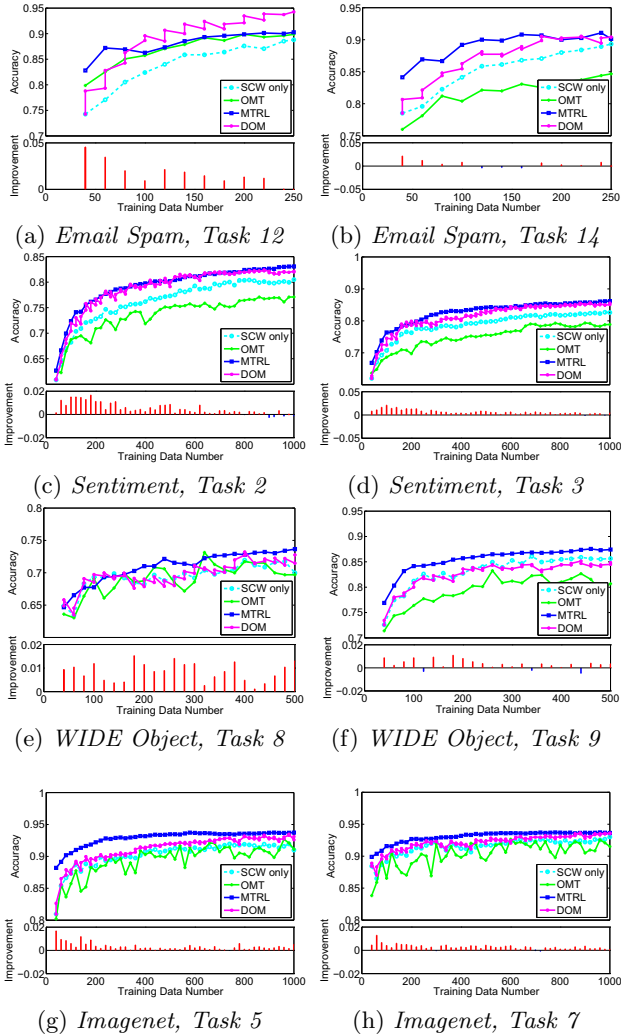 0.95
0.9
0.85
0.8
0.75
0.7
Accuracy
SCW only
OMT
MTRL
DOM
0.05
0
Improvement
0 50 100 150 200 250
Training Data Number
(a) Email Spam, Task 12
0.95
0.9
0.85
0.8
0.75
Accuracy
SCW only
OMT
MTRL
DOM
0.05
0
−0.05
Improvement
0 50 100 150 200 250
Training Data Number
(b) Email Spam, Task 14
0.85
0.8
0.75
0.7
0.65
Accuracy
SCW only
OMT
MTRL
DOM
0.02
0
−0.02
Improvement
200 400 600 800 1000
Training Data Number
(c) Sentiment, Task 2
1
0.9
0.8
0.7
Accuracy
SCW only
OMT
MTRL
DOM
0.05
0
0.05
Improvement
0 200 400 600 800 1000
Training Data Number
(d) Sentiment, Task 3
0.8
0.75
0.7
0.65
Accuracy
SCW only
OMT
MTRL
DOM
0.02
0.01
0
Improvement
100 200 300 400 500
Training Data Number
(e) WIDE Object, Task 8
0.95
0.9
0.85
0.8
0.75
0.7
Accuracy
SCW only
OMT
MTRL
DOM
0.02
0
−0.02
Improvement
0 100 200 300 400 500
Training Data Number
(f) WIDE Object, Task 9
1
0.95
0.9
0.85
0.8
Accuracy
SCW only
OMT
MTRL
DOM
0.02
0
−0.02
Improvement
0 200 400 600 800 1000
Training Data Number
(g) Imagenet, Task 5
1
0.95
0.9
0.85
0.8
Accuracy
SCW only
OMT
MTRL
DOM
0.02
0
−0.02
Improvement
0 200 400 600 800 1000
Training Data Number
(h) Imagenet, Task 7